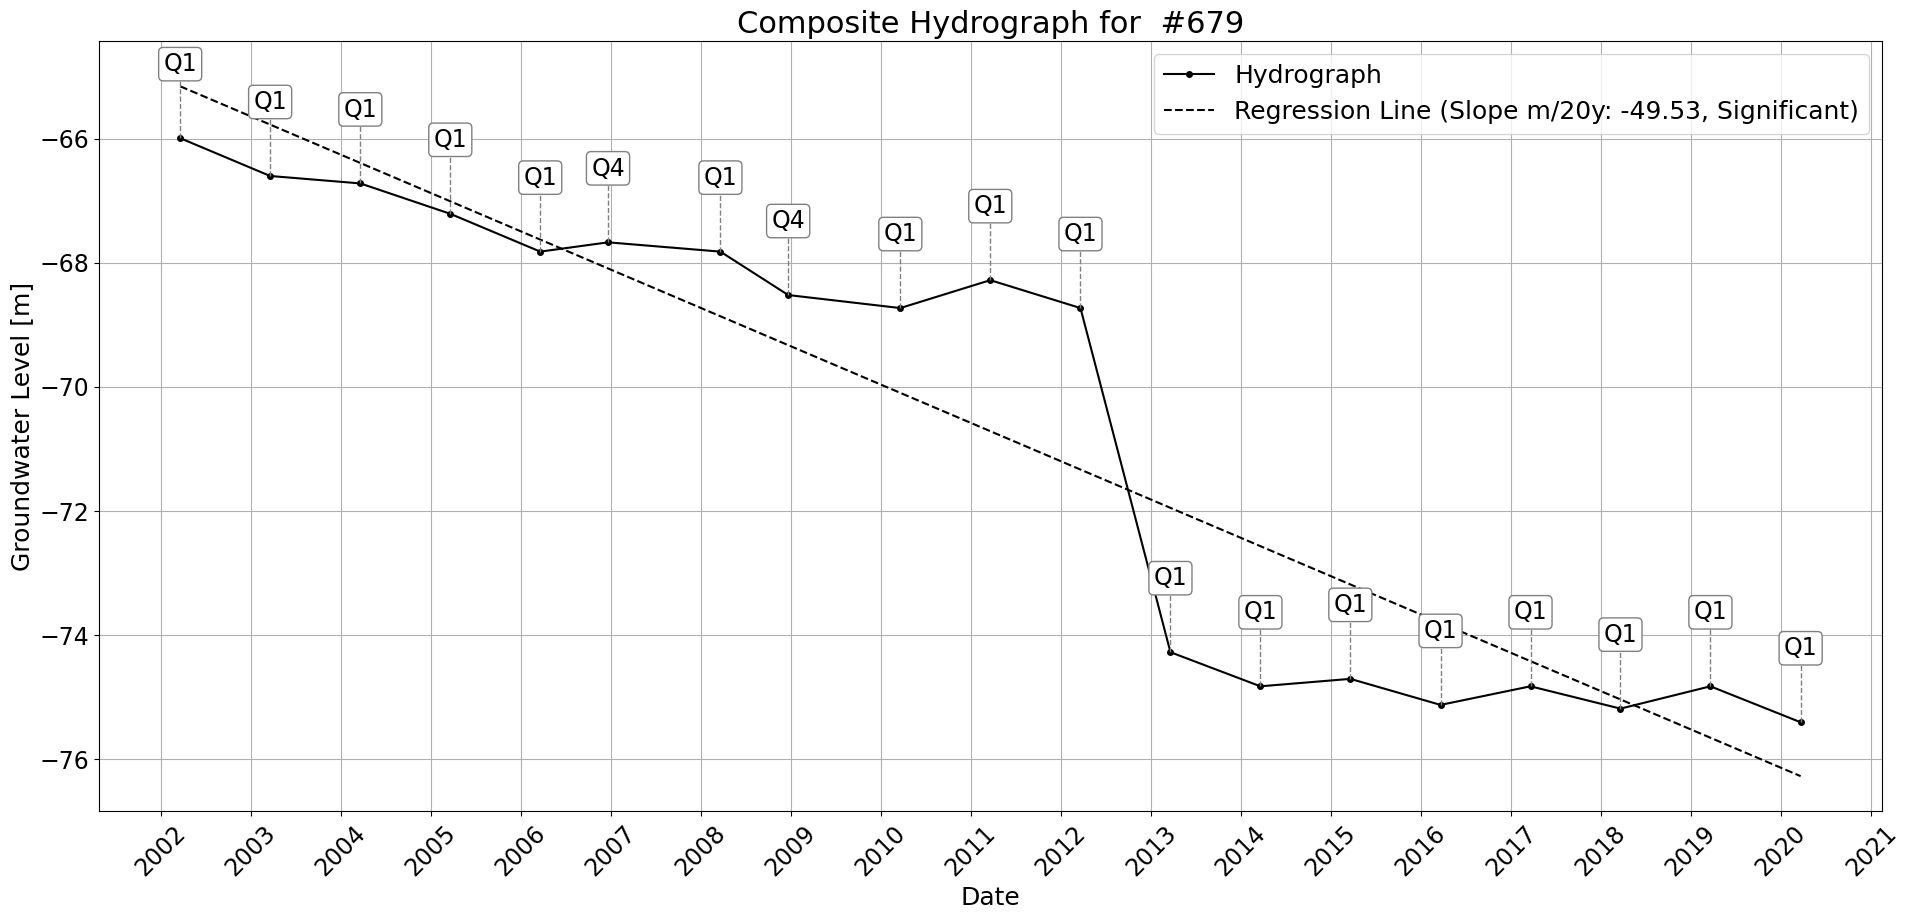 Composite Hydrograph for  #679
Hydrograph
Regression Line (Slope m/20y: -49.53, Significant)
Groundwater Level [m]
−66
−68
−70
−72
−74
−76
Q1
Q1
Q1
Q1
Q1
Q4
Q1
Q4
Q1
Q1
Q1
Q1
Q1
Q1
Q1
Q1
Q1
Q1
Q1
2002
2003
2004
2005
2006
2007
2008
2009
2010
2011
2012
2013
2014
2015
2016
2017
2018
2019
2020
2021
Date